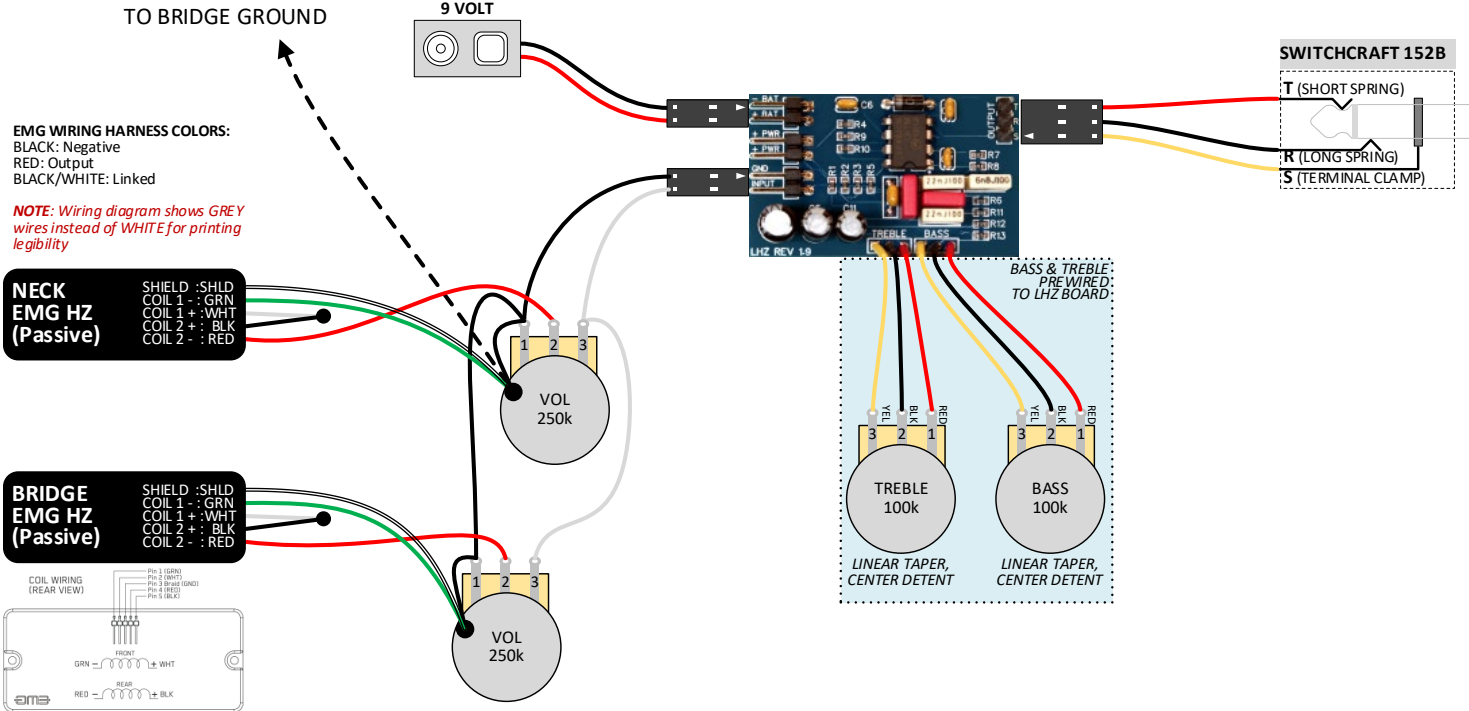 TO BRIDGE GROUND
9 VOLT
SWITCHCRAFT 152B
T (SHORT SPRING)
R (LONG SPRING)
S (TERMINAL CLAMP)
EMG WIRING HARNESS COLORS:
BLACK: Negative
RED: Output
BLACK/WHITE: Linked
NOTE: Wiring diagram shows GREY
wires instead of WHITE for printing
legibility
- BAT
+ BAT
+ PWR
+ PWR
GND
INPUT
C6
R4
R9
R10
R1
R2
R3
R5
C11
OUTPUT
T
R
S
R7
R8
22nJ100
6n8J100
22nJ100
R6
R11
R12
R13
TREBLE
BASS
LHZ REV 1-9
NECK
EMG HZ
(Passive)
SHIELD :SHLD
COIL 1 - : GRN
COIL 1 + : WHT
COIL 2 + : BLK
COIL 2 - : RED
1 2 3
VOL
250k
BRIDGE
EMG HZ
(Passive)
SHIELD :SHLD
COIL 1 - : GRN
COIL 1 + : WHT
COIL 2 + : BLK
COIL 2 - : RED
1 2 3
VOL
250k
BASS & TREBLE
PREWIRED
TO LHZ BOARD
YEL
BLK
RED
3 2 1
TREBLE
100k
LINEAR TAPER,
CENTER DETENT
YEL
BLK
RED
3 2 1
BASS
100k
LINEAR TAPER,
CENTER DETENT
COIL WIRING
(REAR VIEW)
Pin 1 (GRN)
Pin 2 (WHT)
Pin 3 Braid (GND)
Pin 4 (RED)
Pin 5 (BLK)
FRONT
GRN - + WHT
REAR
RED - + BLK
EMG